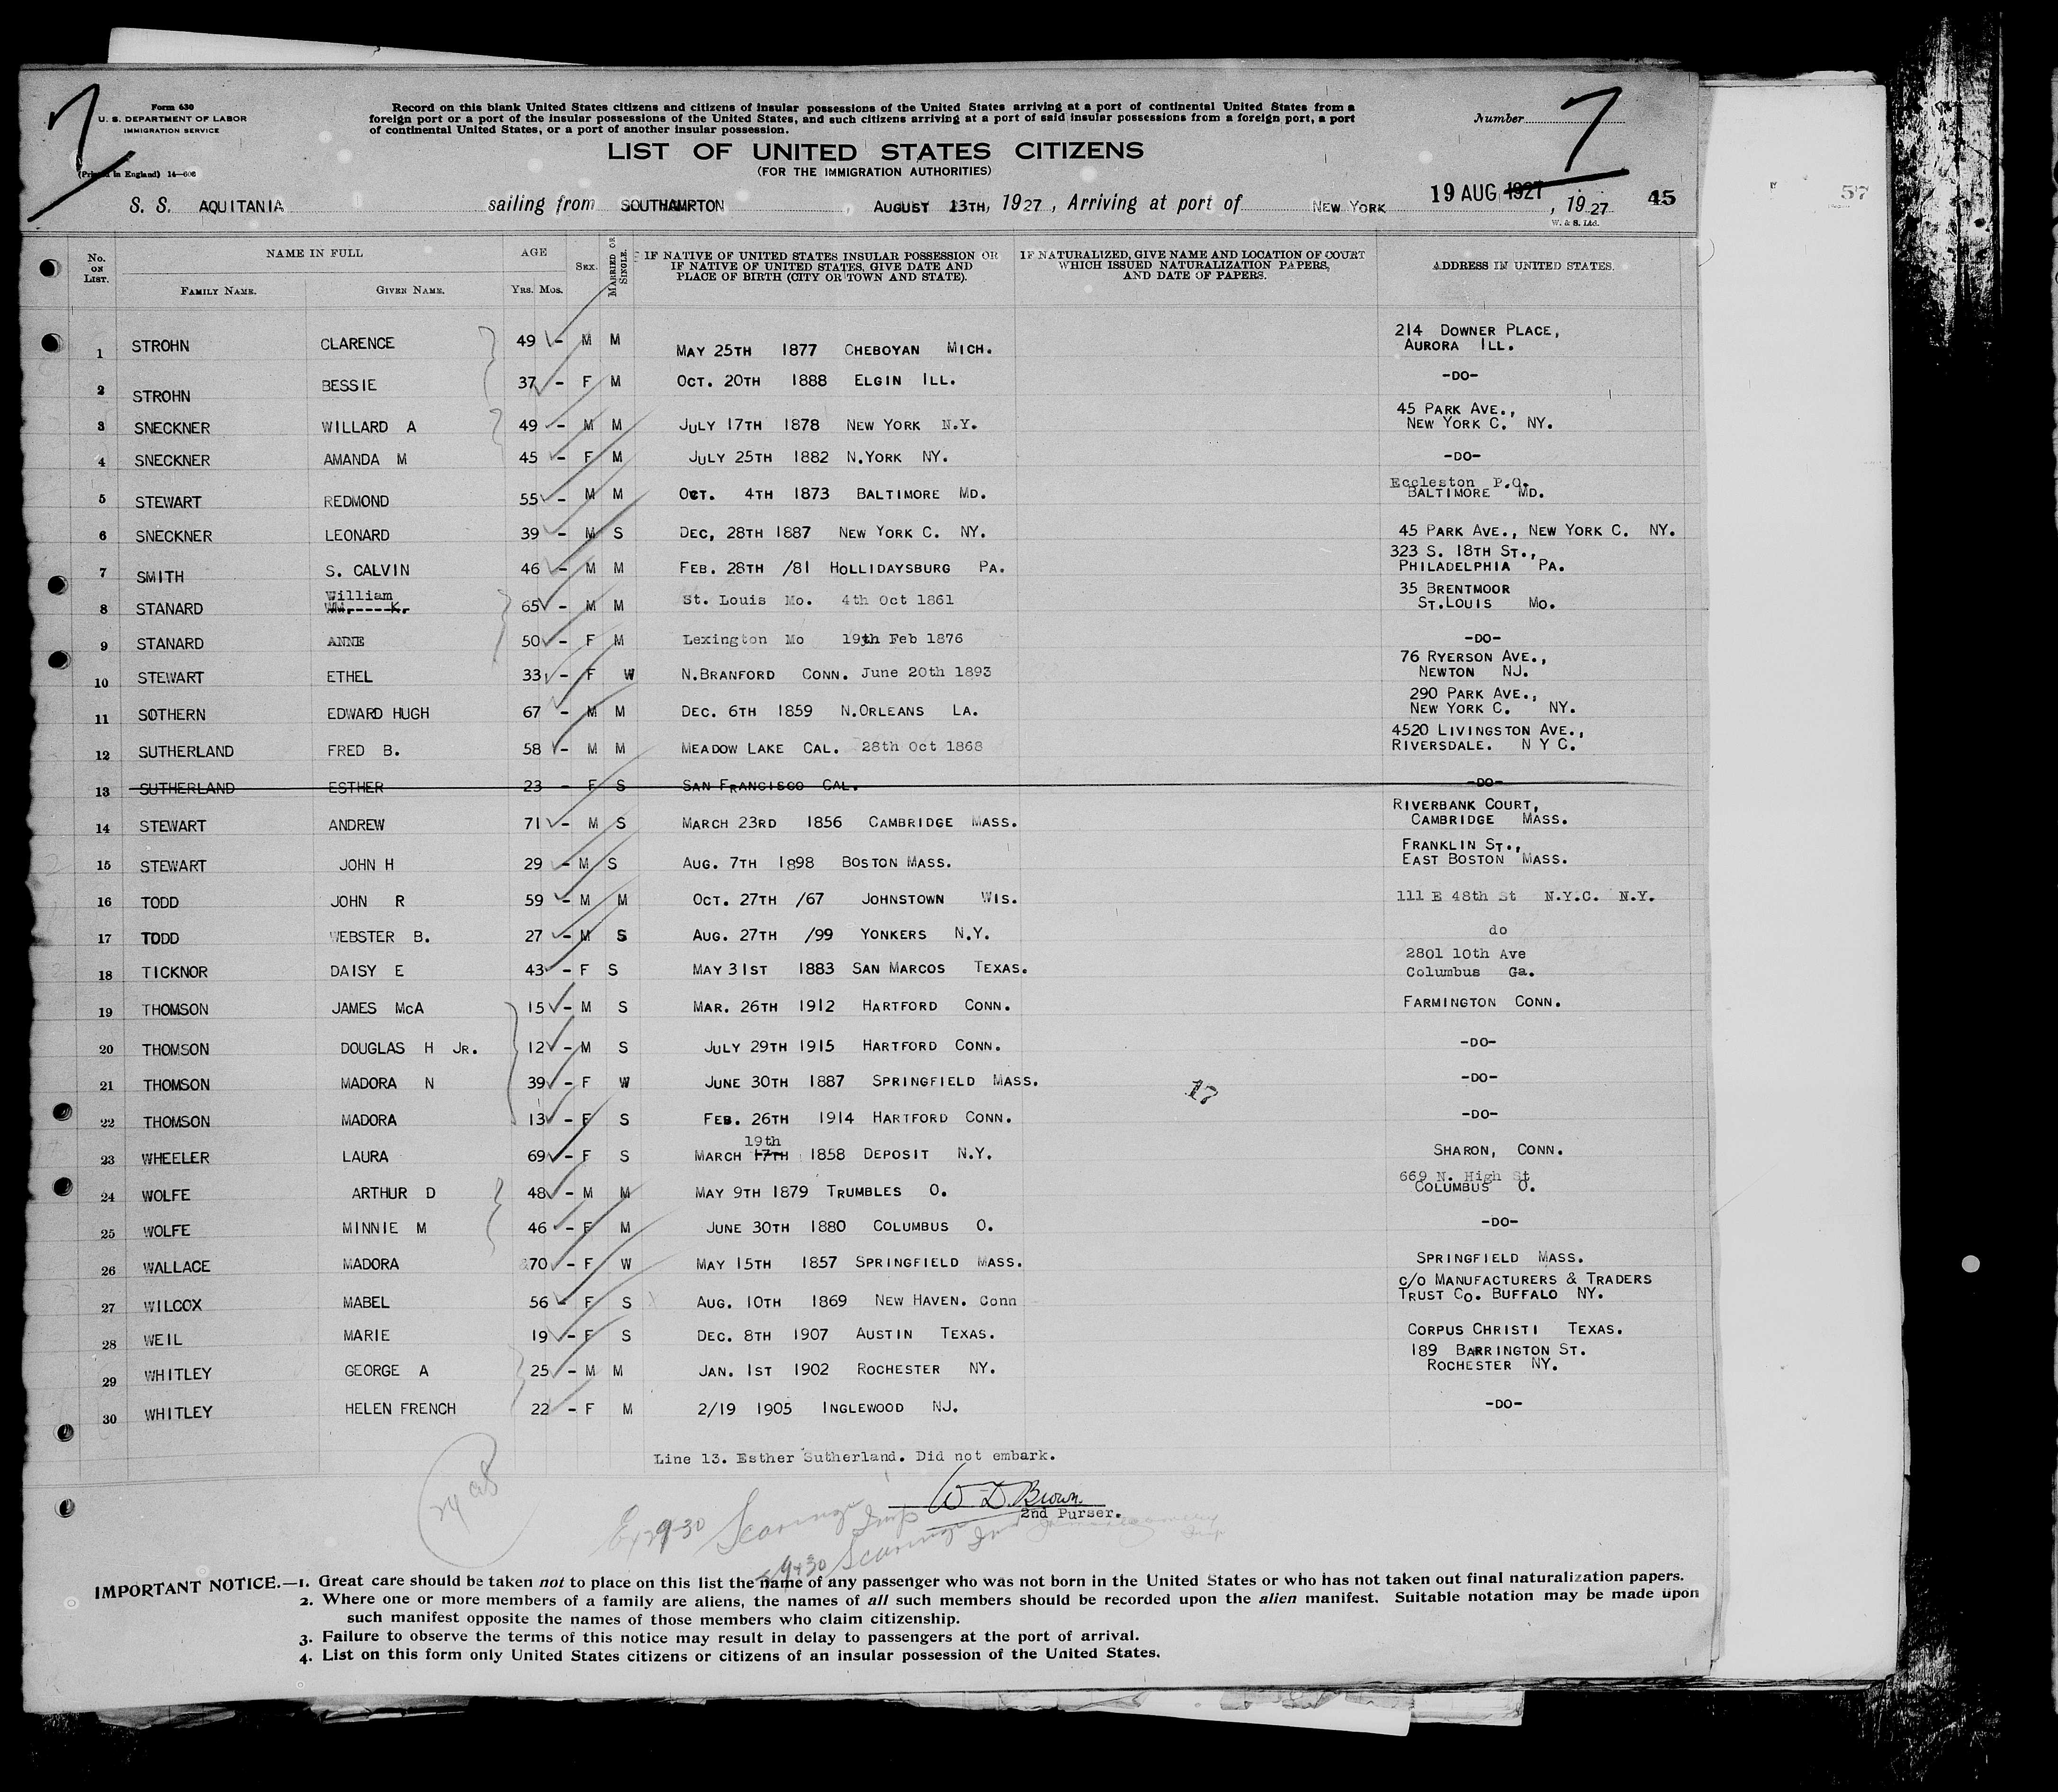 Form 630
U. S. DEPARTMENT OF LABOR
IMMIGRATION SERVICE
(Printed in England) 14—606
Record on this blank United States citizens and citizens of insular possessions of the United States arriving at a port of continental United States from a
foreign port or a port of the insular possessions of the United States, and such citizens arriving at a port of said insular possessions from a foreign port, a port
of continental United States, or a port of another insular possession.
Number 7
7
LIST OF UNITED STATES CITIZENS
(FOR THE IMMIGRATION AUTHORITIES)
S. S. AQUITANIA sailing from SOUTHAMPTON, AUGUST 13TH, 1927, Arriving at port of NEW YORK 19 AUG 1927, 1927 45
W. & S. Ltd.
57
No. ON LIST. NAME IN FULL AGE SEX. MARRIED OR SINGLE. IF NATIVE OF UNITED STATES INSULAR POSSESSION OR IF NATIVE OF UNITED STATES, GIVE DATE AND PLACE OF BIRTH (CITY OR TOWN AND STATE). IF NATURALIZED, GIVE NAME AND LOCATION OF COURT WHICH ISSUED NATURALIZATION PAPERS, AND DATE OF PAPERS. ADDRESS IN UNITED STATES.
FAMILY NAME. GIVEN NAME. YRS. MOS.
1 STROHN CLARENCE 49 - M M MAY 25TH 1877 CHEBOYAN MICH. 214 DOWNER PLACE, AURORA ILL.
2 STROHN BESSIE 37 - F M OCT. 20TH 1888 ELGIN ILL. -DO-
3 SNECKNER WILLARD A 49 - M M JULY 17TH 1878 NEW YORK N.Y. 45 PARK AVE., NEW YORK C. NY.
4 SNECKNER AMANDA M 45 - F M JULY 25TH 1882 N.YORK NY. -DO-
5 STEWART REDMOND 55 - M M OCT. 4TH 1873 BALTIMORE MD. Eccleston P.O. BALTIMORE MD.
6 SNECKNER LEONARD 39 - M S DEC, 28TH 1887 NEW YORK C. NY. 45 PARK AVE., NEW YORK C. NY.
7 SMITH S. CALVIN 46 - M M FEB. 28TH /81 HOLLIDAYSBURG PA. 323 S. 18TH ST., PHILADELPHIA PA.
8 STANARD William WM.----K. 65 - M M St. Louis Mo. 4th Oct 1861 35 BRENTMOOR ST.LOUIS MO.
9 STANARD ANNE 50 - F M Lexington Mo 19th Feb 1876 -DO-
10 STEWART ETHEL 33 - F W N.BRANFORD CONN. June 20th 1893 76 RYERSON AVE., NEWTON NJ.
11 SOTHERN EDWARD HUGH 67 - M M DEC. 6TH 1859 N.ORLEANS LA. 290 PARK AVE., NEW YORK C. NY.
12 SUTHERLAND FRED B. 58 - M M MEADOW LAKE CAL. 28th Oct 1868 4520 LIVINGSTON AVE., RIVERSDALE. N Y C.
13 SUTHERLAND ESTHER 23 - F S SAN FRANCISCO CAL. -DO-
14 STEWART ANDREW 71 - M S MARCH 23RD 1856 CAMBRIDGE MASS. RIVERBANK COURT, CAMBRIDGE MASS.
15 STEWART JOHN H 29 - M S AUG. 7TH 1898 BOSTON MASS. FRANKLIN ST., EAST BOSTON MASS.
16 TODD JOHN R 59 - M M OCT. 27TH /67 JOHNSTOWN WIS. 111 E 48th St N.Y.C. N.Y.
17 TODD WEBSTER B. 27 - M S AUG. 27TH /99 YONKERS N.Y. do
18 TICKNOR DAISY E 43 - F S MAY 31ST 1883 SAN MARCOS TEXAS. 2801 10th Ave Columbus Ga.
19 THOMSON JAMES McA 15 - M S MAR. 26TH 1912 HARTFORD CONN. FARMINGTON CONN.
20 THOMSON DOUGLAS H JR. 12 - M S JULY 29TH 1915 HARTFORD CONN. -DO-
21 THOMSON MADORA N 39 - F W JUNE 30TH 1887 SPRINGFIELD MASS. 17 -DO-
22 THOMSON MADORA 13 - F S FEB. 26TH 1914 HARTFORD CONN. -DO-
23 WHEELER LAURA 69 - F S MARCH 19th 17TH 1858 DEPOSIT N.Y. SHARON, CONN.
24 WOLFE ARTHUR D 48 - M M MAY 9TH 1879 TRUMBLES O. 669 N. High St COLUMBUS O.
25 WOLFE MINNIE M 46 - F M JUNE 30TH 1880 COLUMBUS O. -DO-
26 WALLACE MADORA 70 - F W MAY 15TH 1857 SPRINGFIELD MASS. SPRINGFIELD MASS.
27 WILCOX MABEL 56 - F S AUG. 10TH 1869 NEW HAVEN. Conn c/o MANUFACTURERS & TRADERS TRUST CO. BUFFALO NY.
28 WEIL MARIE 19 - F S DEC. 8TH 1907 AUSTIN TEXAS. CORPUS CHRISTI TEXAS.
29 WHITLEY GEORGE A 25 - M M JAN. 1ST 1902 ROCHESTER NY. 189 BARRINGTON ST. ROCHESTER NY.
30 WHITLEY HELEN FRENCH 22 - F M 2/19 1905 INGLEWOOD NJ. -DO-
Line 13. Esther Sutherland. Did not embark.
W D. Brown
2nd Purser.
IMPORTANT NOTICE.—1. Great care should be taken not to place on this list the name of any passenger who was not born in the United States or who has not taken out final naturalization papers.
2. Where one or more members of a family are aliens, the names of all such members should be recorded upon the alien manifest. Suitable notation may be made upon
such manifest opposite the names of those members who claim citizenship.
3. Failure to observe the terms of this notice may result in delay to passengers at the port of arrival.
4. List on this form only United States citizens or citizens of an insular possession of the United States.